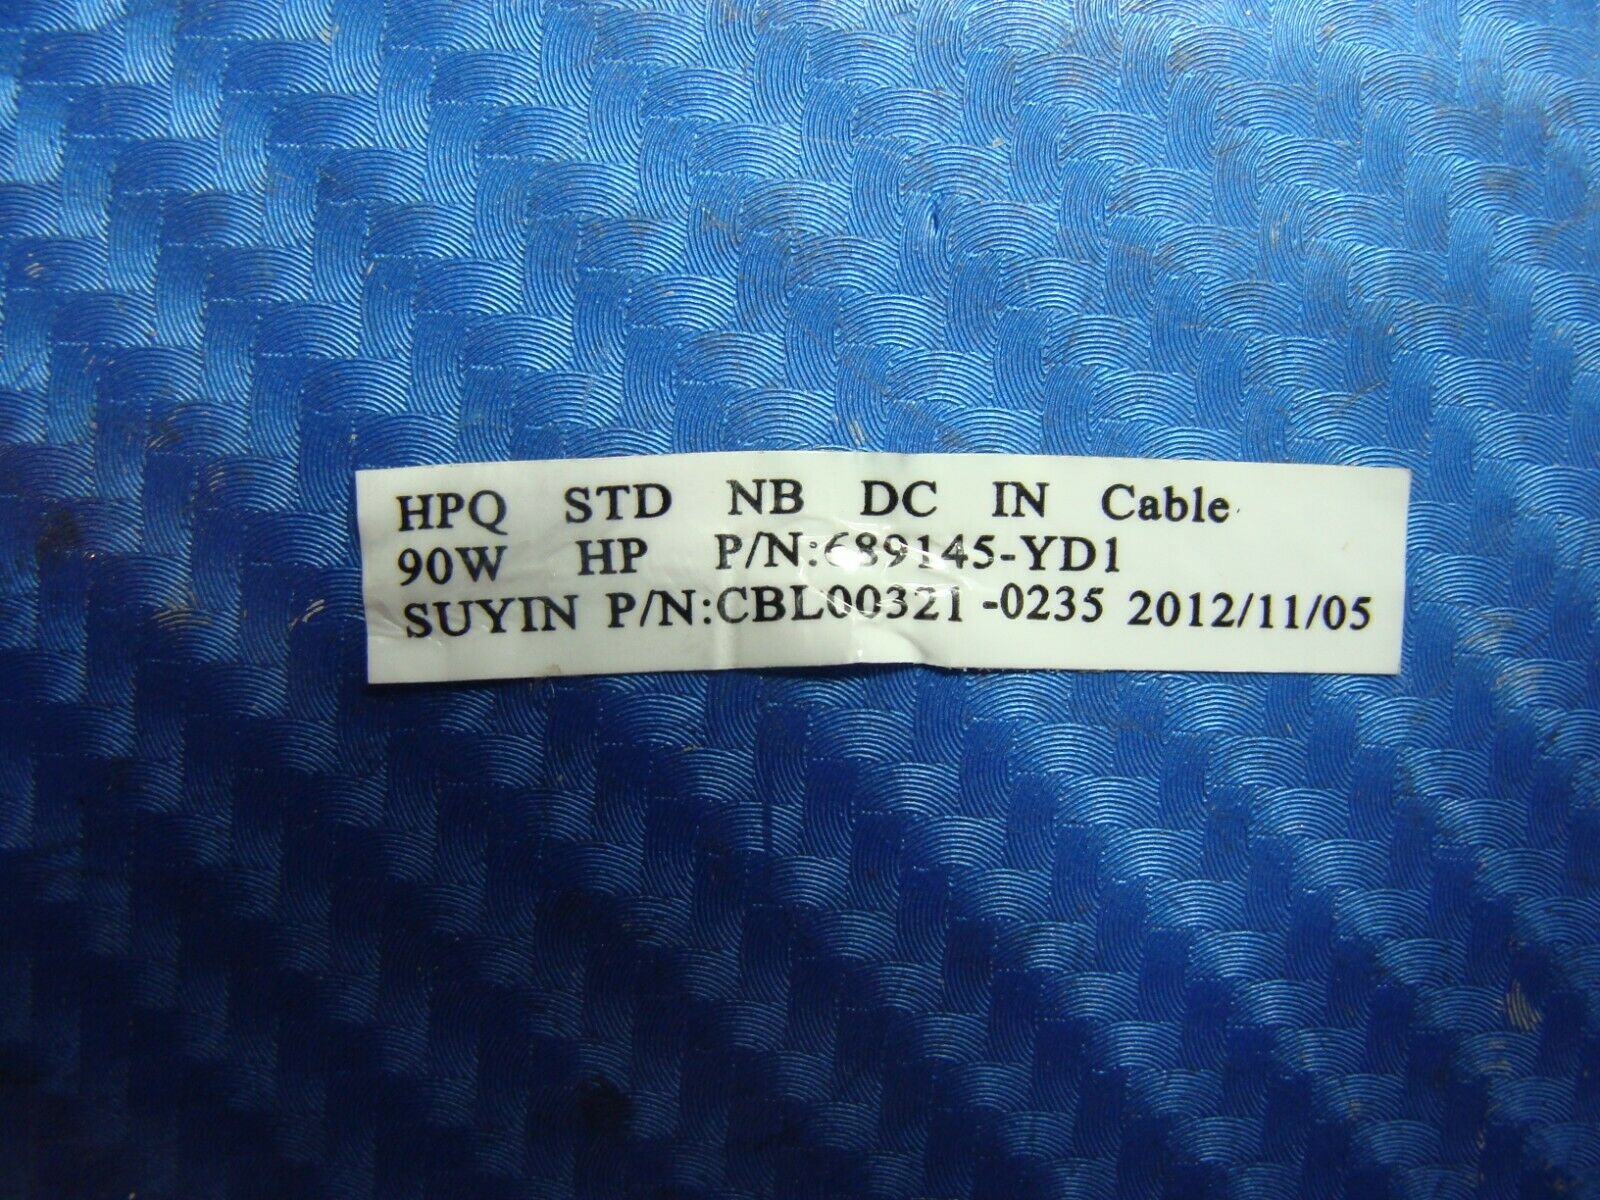 HPQ STD NB DC IN Cable
90W HP P/N:689145-YD1
SUYIN P/N:CBL00321-0235 2012/11/05